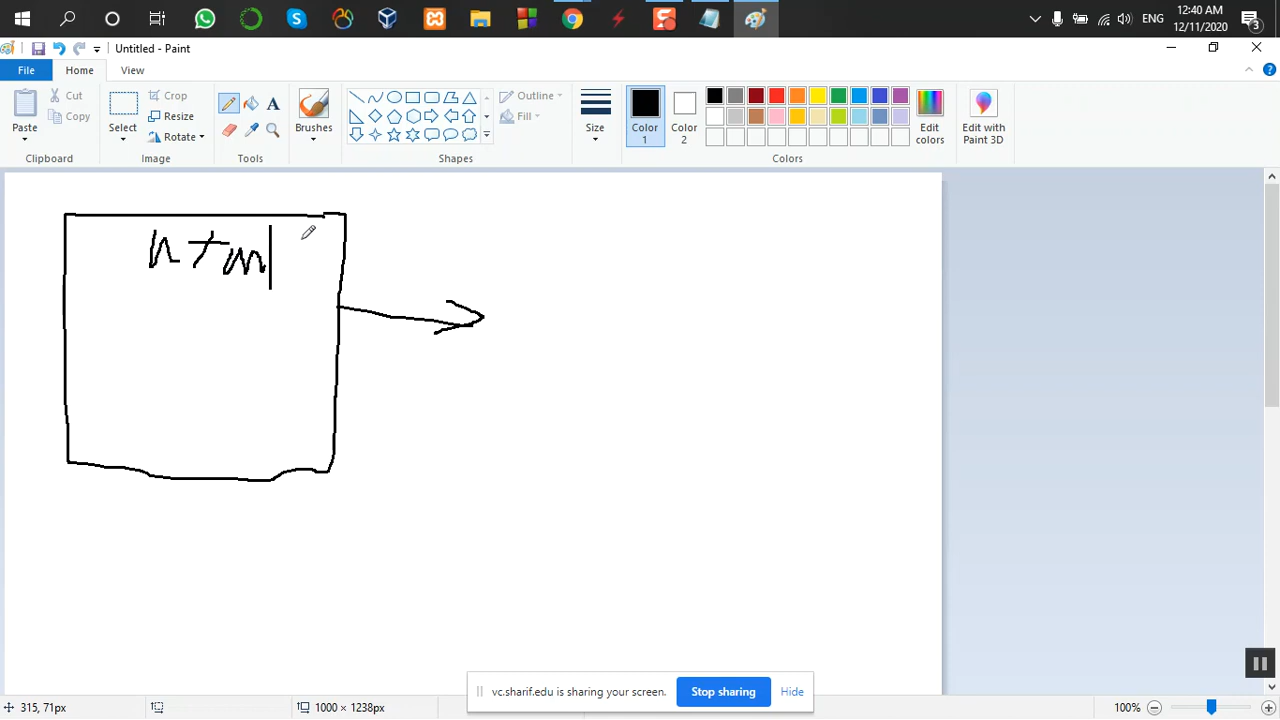 12:40 AM
ENG
12/11/2020
3
Untitled - Paint
File
Home
View
Paste
Cut
Copy
Clipboard
Select
Crop
Resize
Rotate
Image
A
Tools
Brushes
Outline
Fill
Shapes
Size
Color 1
Color 2
Edit colors
Colors
Edit with Paint 3D
html
vc.sharif.edu is sharing your screen.
Stop sharing
Hide
315, 71px
1000 × 1238px
100%